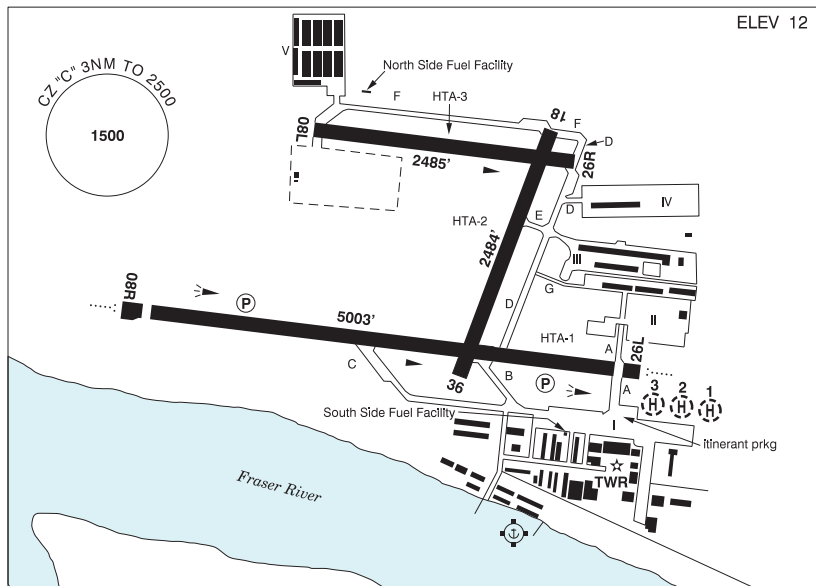 ELEV 12
CZ "C" 3NM TO 2500
1500
V
North Side Fuel Facility
F
HTA-3
18
F
D
08L
26R
2485'
IV
D
E
HTA-2
2484'
III
08R
G
P
D
II
5003'
HTA-1
A
26L
C
B
P
A
36
3
2
1
H
H
H
South Side Fuel Facility
I
Itinerant prkg
TWR
Fraser River